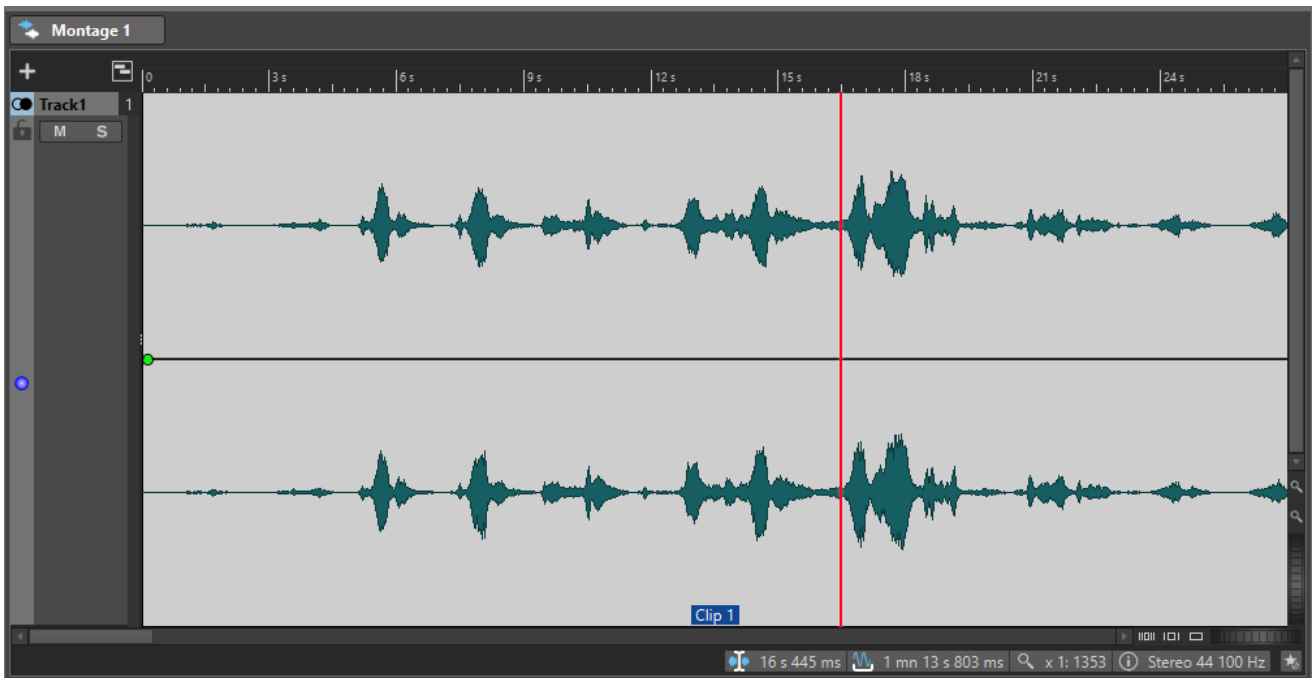 Montage 1
0 3 s 6 s 9 s 12 s 15 s 18 s 21 s 24 s
Track1 1
M S
Clip 1
16 s 445 ms 1 mn 13 s 803 ms x 1: 1353 Stereo 44 100 Hz